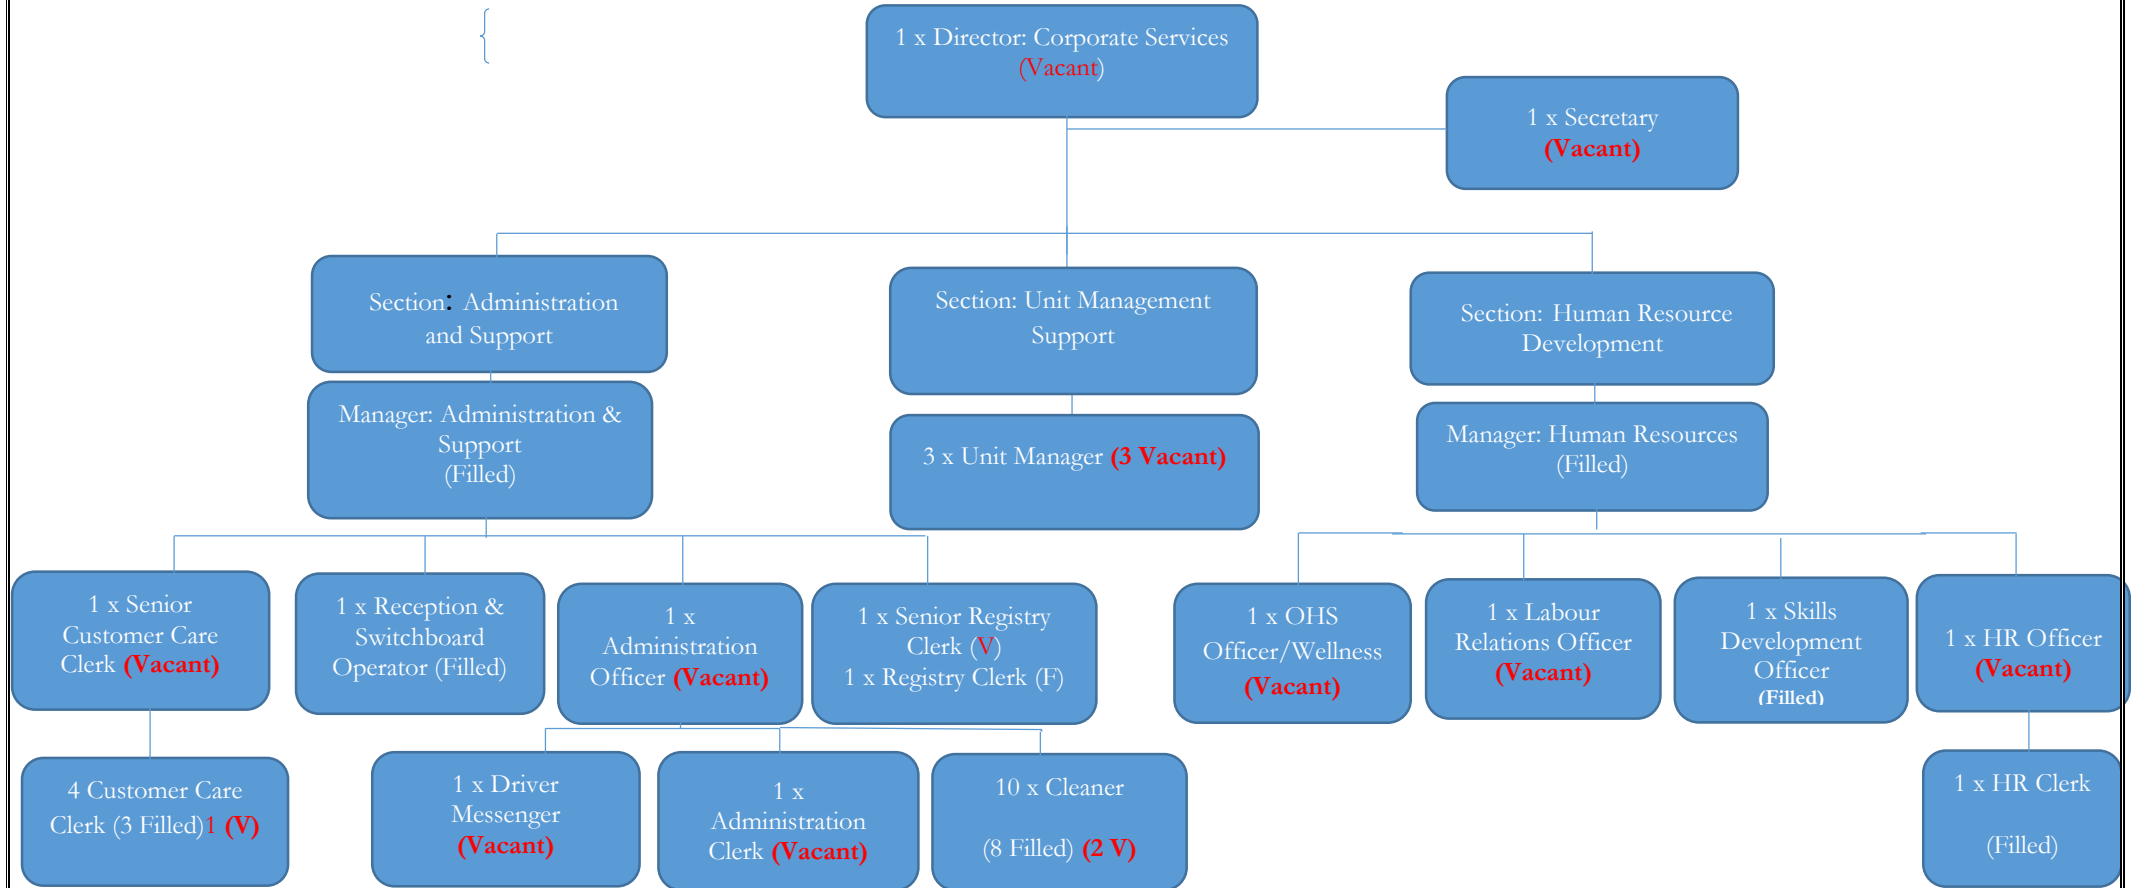 1 x Director: Corporate Services
(Vacant)
1 x Secretary
(Vacant)
Section: Administration
and Support
Section: Unit Management
Support
Section: Human Resource
Development
Manager: Administration &
Support
(Filled)
3 x Unit Manager (3 Vacant)
Manager: Human Resources
(Filled)
1 x Senior
Customer Care
Clerk (Vacant)
1 x Reception &
Switchboard
Operator (Filled)
1 x
Administration
Officer (Vacant)
1 x Senior Registry
Clerk (V)
1 x Registry Clerk (F)
1 x OHS
Officer/Wellness
(Vacant)
1 x Labour
Relations Officer
(Vacant)
1 x Skills
Development
Officer
(Filled)
1 x HR Officer
(Vacant)
4 Customer Care
Clerk (3 Filled)1 (V)
1 x Driver
Messenger
(Vacant)
1 x
Administration
Clerk (Vacant)
10 x Cleaner
(8 Filled) (2 V)
1 x HR Clerk
(Filled)